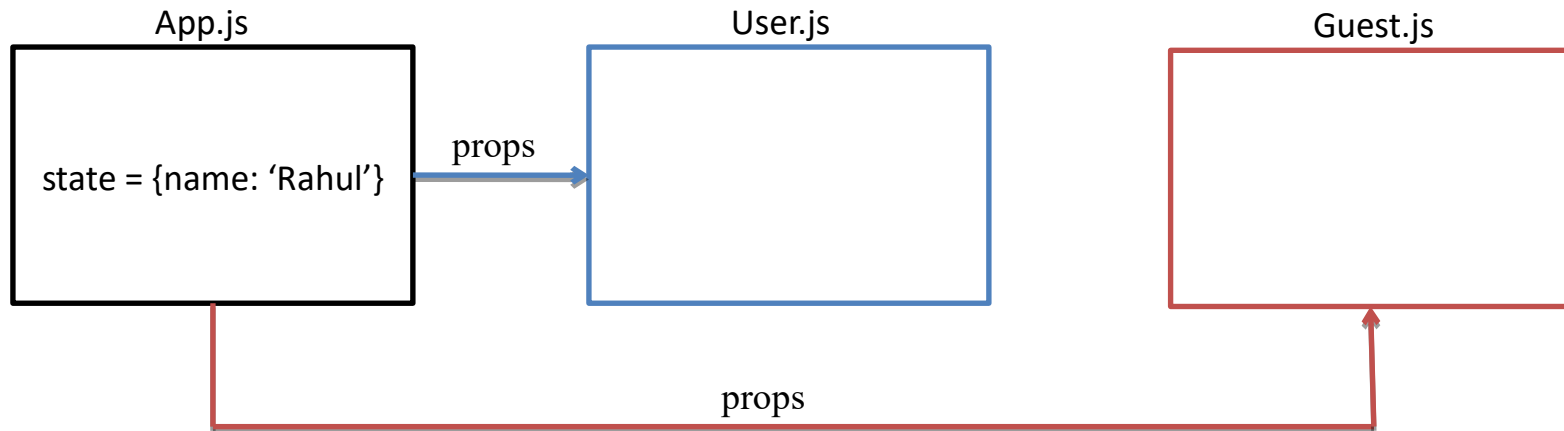 App.js
User.js
Guest.js
state = {name: ‘Rahul’}
props
props